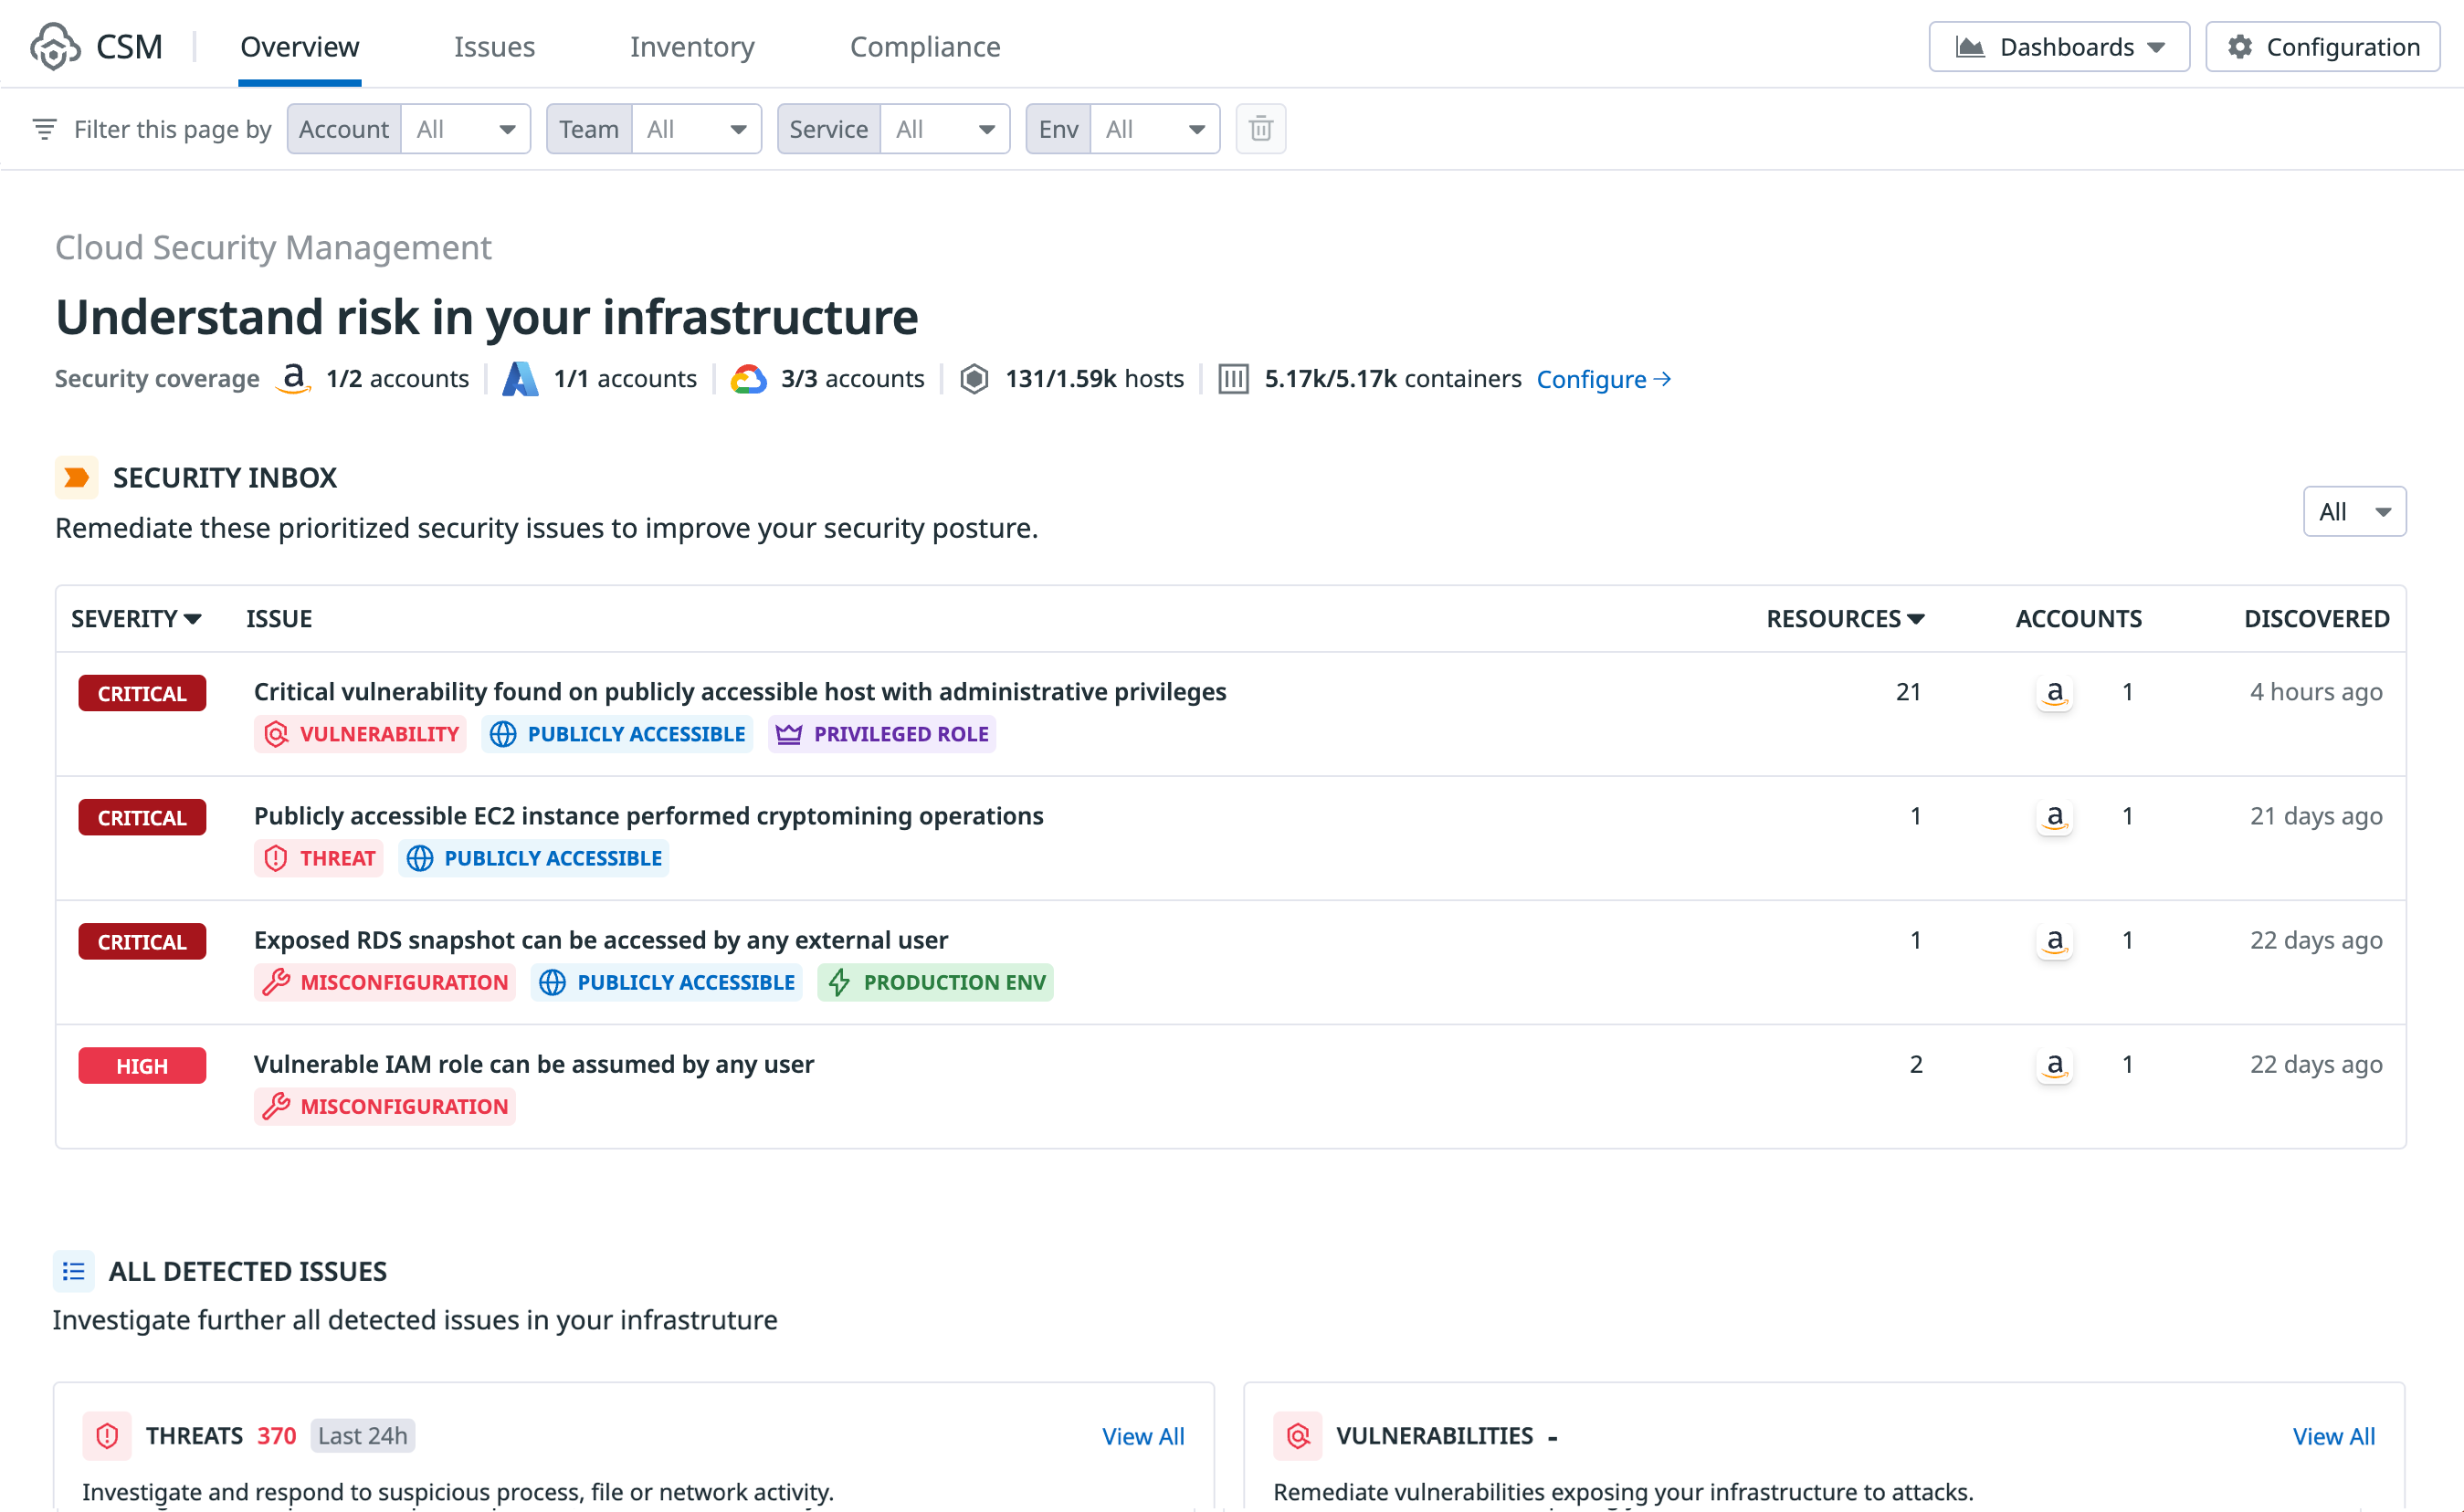 CSM Overview Issues Inventory Compliance Dashboards Configuration
Filter this page by Account All Team All Service All Env All
Cloud Security Management
Understand risk in your infrastructure
Security coverage 1/2 accounts 1/1 accounts 3/3 accounts 131/1.59k hosts 5.17k/5.17k containers Configure →
SECURITY INBOX
Remediate these prioritized security issues to improve your security posture.
All
SEVERITY ISSUE RESOURCES ACCOUNTS DISCOVERED
CRITICAL Critical vulnerability found on publicly accessible host with administrative privileges 21 a 1 4 hours ago
VULNERABILITY PUBLICLY ACCESSIBLE PRIVILEGED ROLE
CRITICAL Publicly accessible EC2 instance performed cryptomining operations 1 a 1 21 days ago
THREAT PUBLICLY ACCESSIBLE
CRITICAL Exposed RDS snapshot can be accessed by any external user 1 a 1 22 days ago
MISCONFIGURATION PUBLICLY ACCESSIBLE PRODUCTION ENV
HIGH Vulnerable IAM role can be assumed by any user 2 a 1 22 days ago
MISCONFIGURATION
ALL DETECTED ISSUES
Investigate further all detected issues in your infrastruture
THREATS 370 Last 24h View All
Investigate and respond to suspicious process, file or network activity.
VULNERABILITIES - View All
Remediate vulnerabilities exposing your infrastructure to attacks.